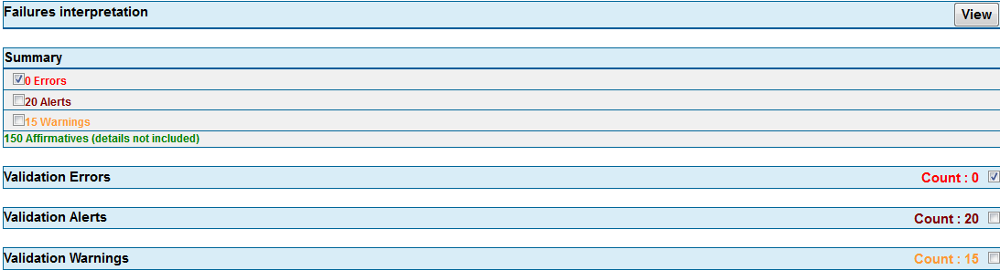 Failures interpretation View
Summary
0 Errors
20 Alerts
15 Warnings
150 Affirmatives (details not included)
Validation Errors Count : 0
Validation Alerts Count : 20
Validation Warnings Count : 15